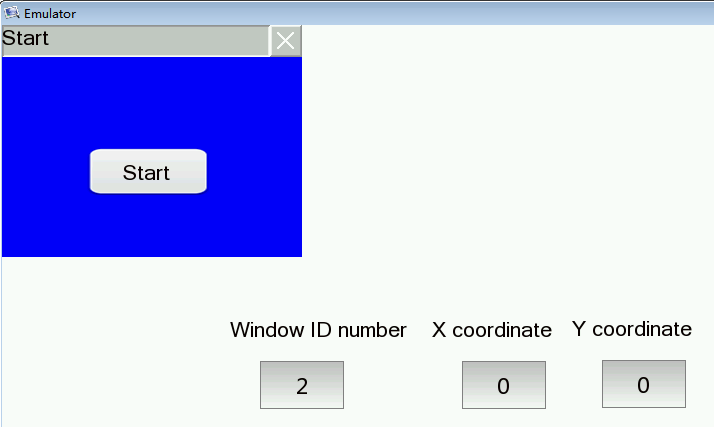 Emulator
Start
Start
Window ID number X coordinate Y coordinate
2 0 0